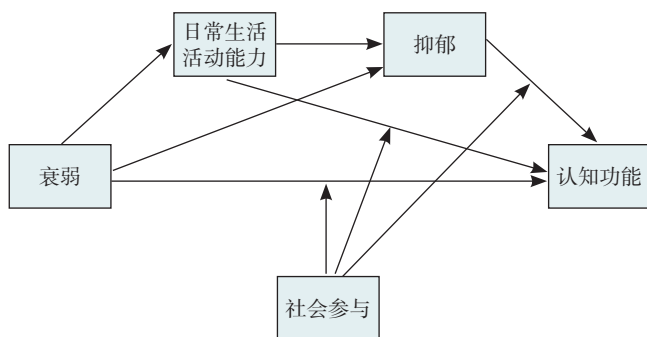 日常生活
活动能力
抑郁
衰弱
认知功能
社会参与